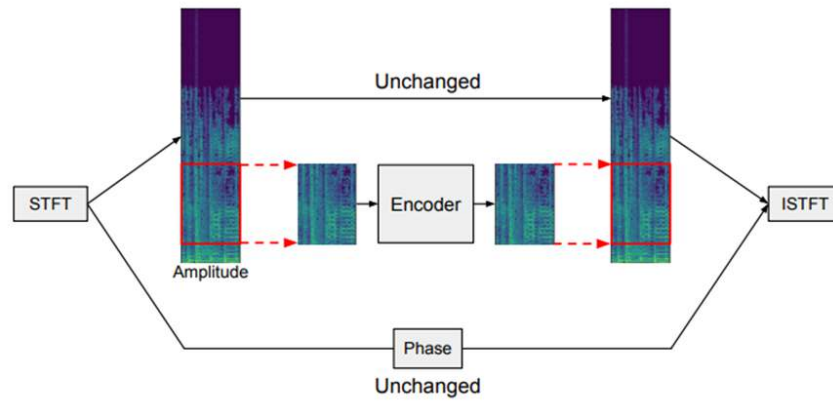 Unchanged
STFT
Encoder
ISTFT
Amplitude
Phase
Unchanged